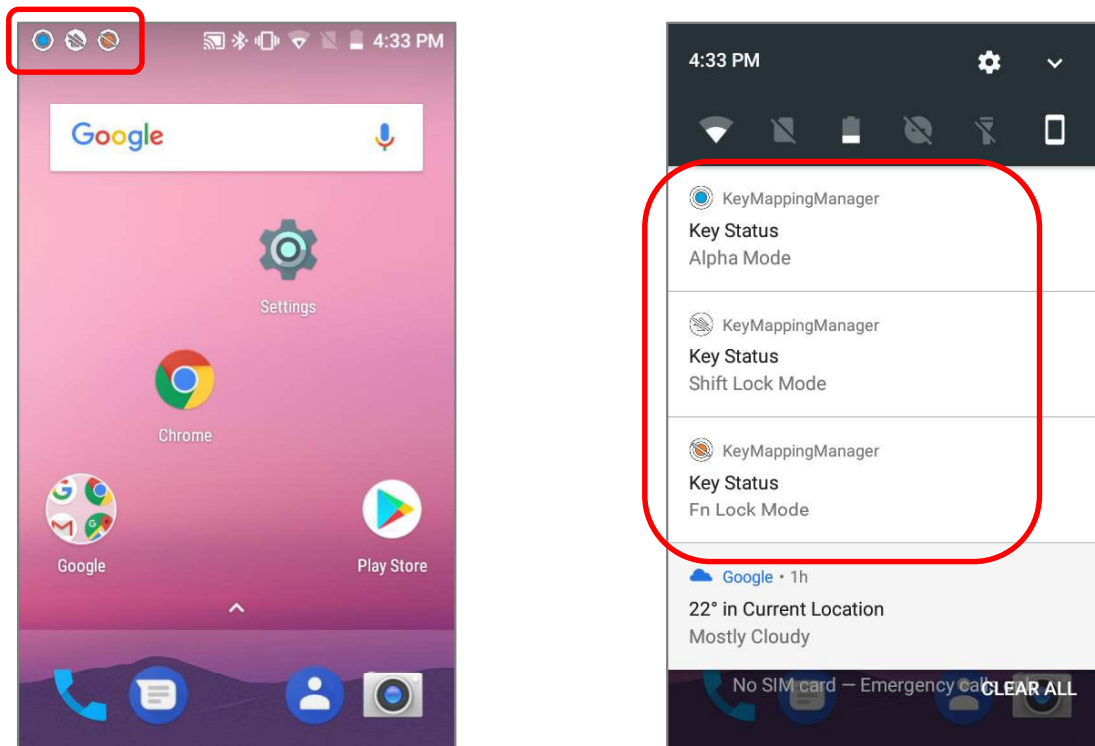 4:33 PM
Google
Settings
Chrome
Google
Play Store
4:33 PM
KeyMappingManager
Key Status
Alpha Mode
KeyMappingManager
Key Status
Shift Lock Mode
KeyMappingManager
Key Status
Fn Lock Mode
Google • 1h
22° in Current Location
Mostly Cloudy
No SIM card — Emergency
CLEAR ALL